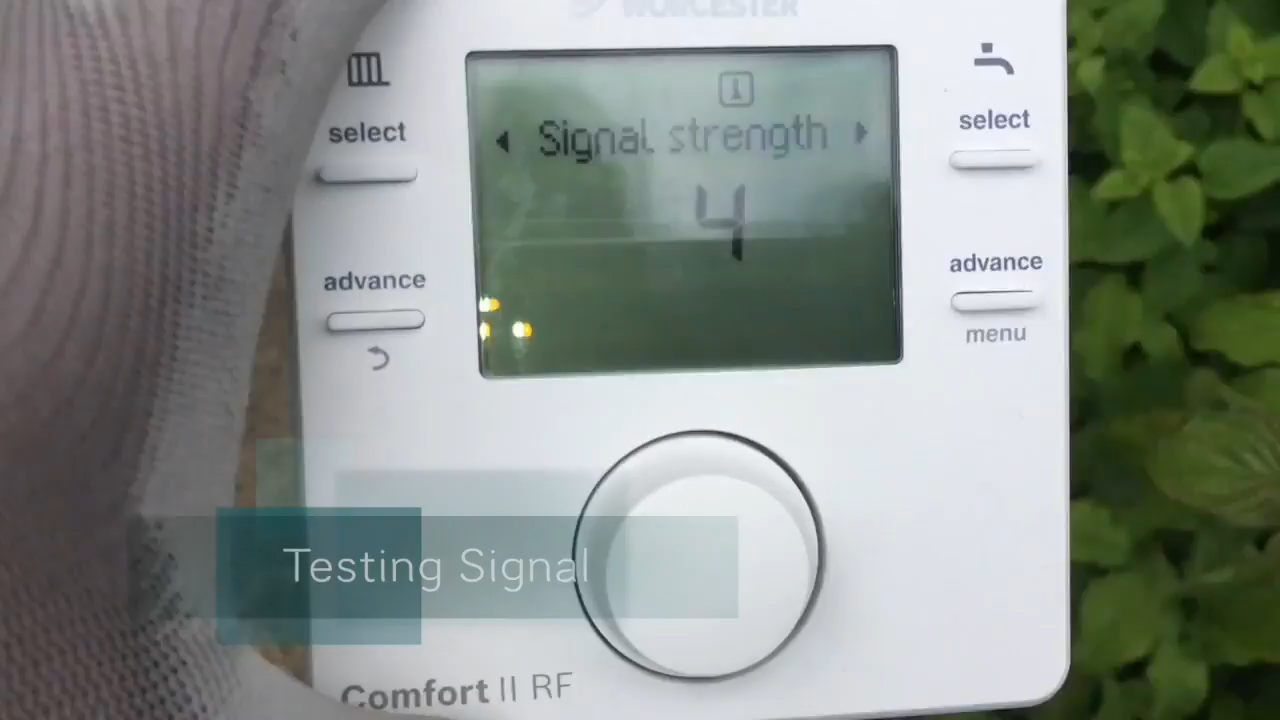 WORCESTER
select
Signal strength
4
select
advance
advance
menu
Testing Signal
Comfort II RF